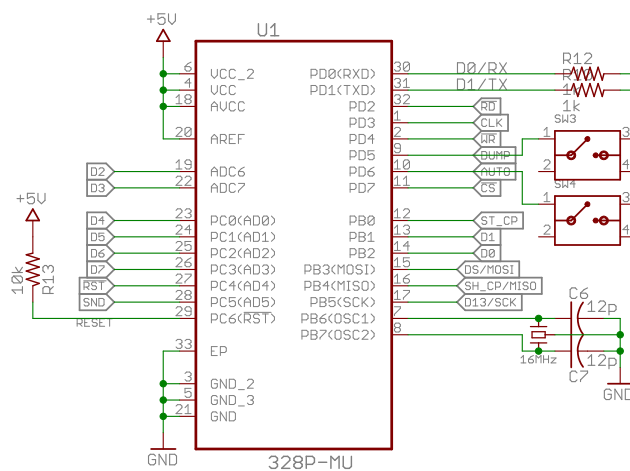 +5V
U1
6 VCC_2 PD0(RXD) 30 D0/RX R12
4 VCC PD1(TXD) 31 D1/TX
18 AVCC PD2 32 RD 1k
PD3 1 CLK SW3
20 AREF PD4 2 WR 1 3
PD5 9 DUMP
D2 19 ADC6 PD6 10 AUTO 2 4
D3 22 ADC7 PD7 11 CS SW4
+5V 1 3
D4 23 PC0(AD0) PB0 12 ST_CP
D5 24 PC1(AD1) PB1 13 D1 2 4
D6 25 PC2(AD2) PB2 14 D0
D7 26 PC3(AD3) PB3(MOSI) 15 DS/MOSI
10k R13 RST 27 PC4(AD4) PB4(MISO) 16 SH_CP/MISO
SND 28 PC5(AD5) PB5(SCK) 17 D13/SCK C6 12p
29 PC6(RST) PB6(OSC1) 7
RESET PB7(OSC2) 8
33 EP 16MHz 12p
C7
3 GND_2 GND
5 GND_3
21 GND
GND 328P-MU